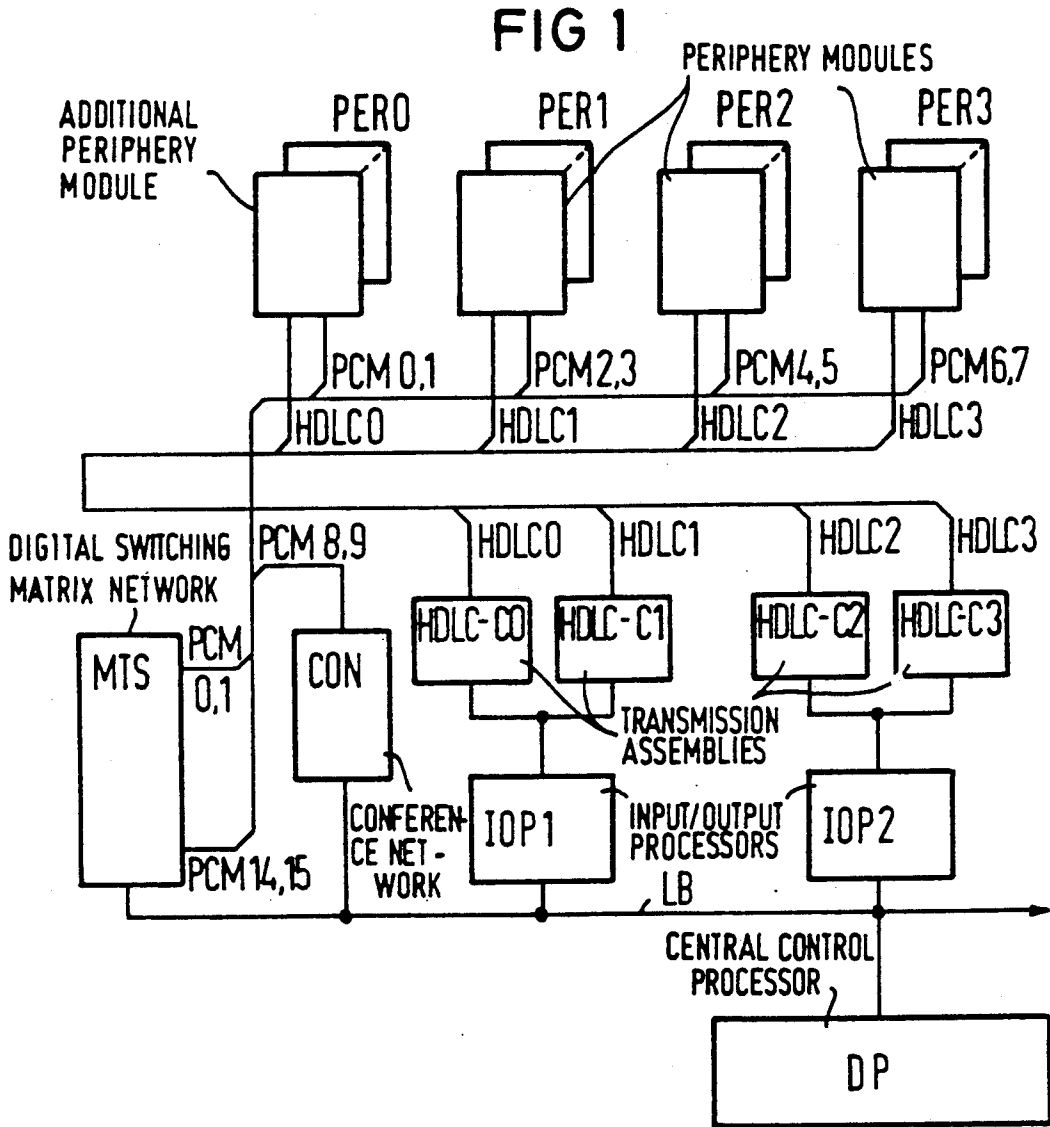 FIG 1
PERIPHERY MODULES
ADDITIONAL
PERIPHERY
MODULE
PER0
PER1
PER2
PER3
PCM 0,1
PCM2,3
PCM4,5
PCM6,7
HDLC0
HDLC1
HDLC2
HDLC3
DIGITAL SWITCHING
MATRIX NETWORK
PCM 8,9
HDLC0
HDLC1
HDLC2
HDLC3
MTS
PCM
0,1
CON
HDLC-C0
HDLC-C1
HDLC-C2
HDLC-C3
TRANSMISSION
ASSEMBLIES
PCM14,15
CONFEREN-
CE NET-
WORK
IOP1
INPUT/OUTPUT
PROCESSORS
IOP2
LB
CENTRAL CONTROL
PROCESSOR
DP